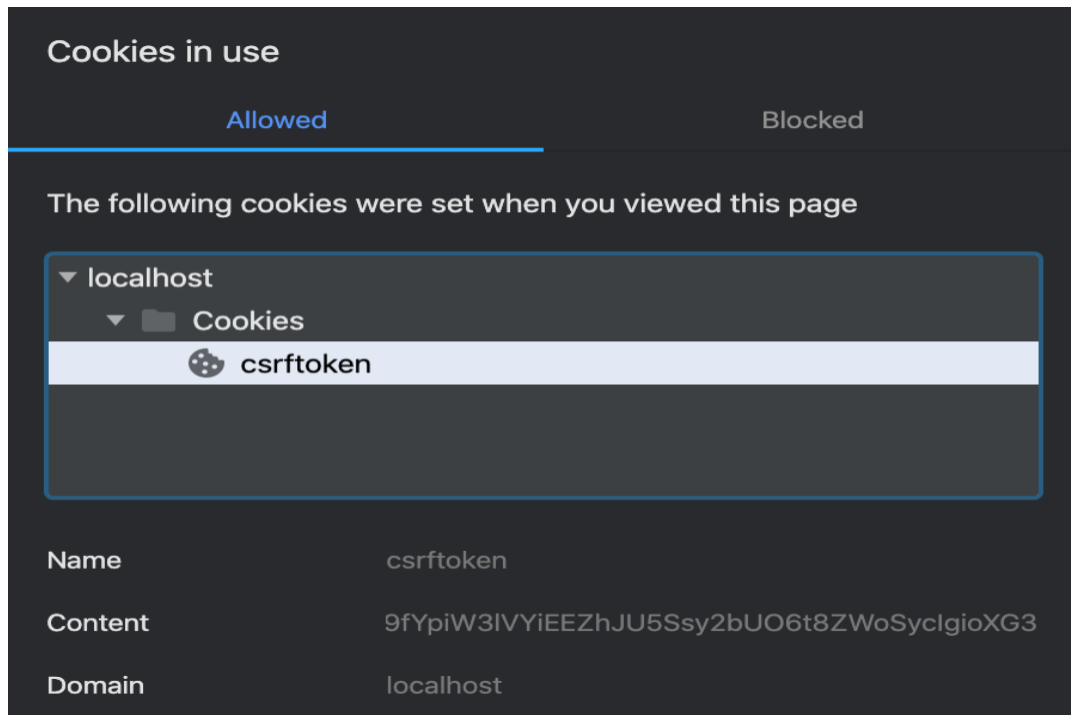 Cookies in use
Allowed Blocked
The following cookies were set when you viewed this page
localhost
Cookies
csrftoken
Name csrftoken
Content 9fYpiW3lVYiEEZhJU5Ssy2bUO6t8ZWoSycIgioXG3
Domain localhost